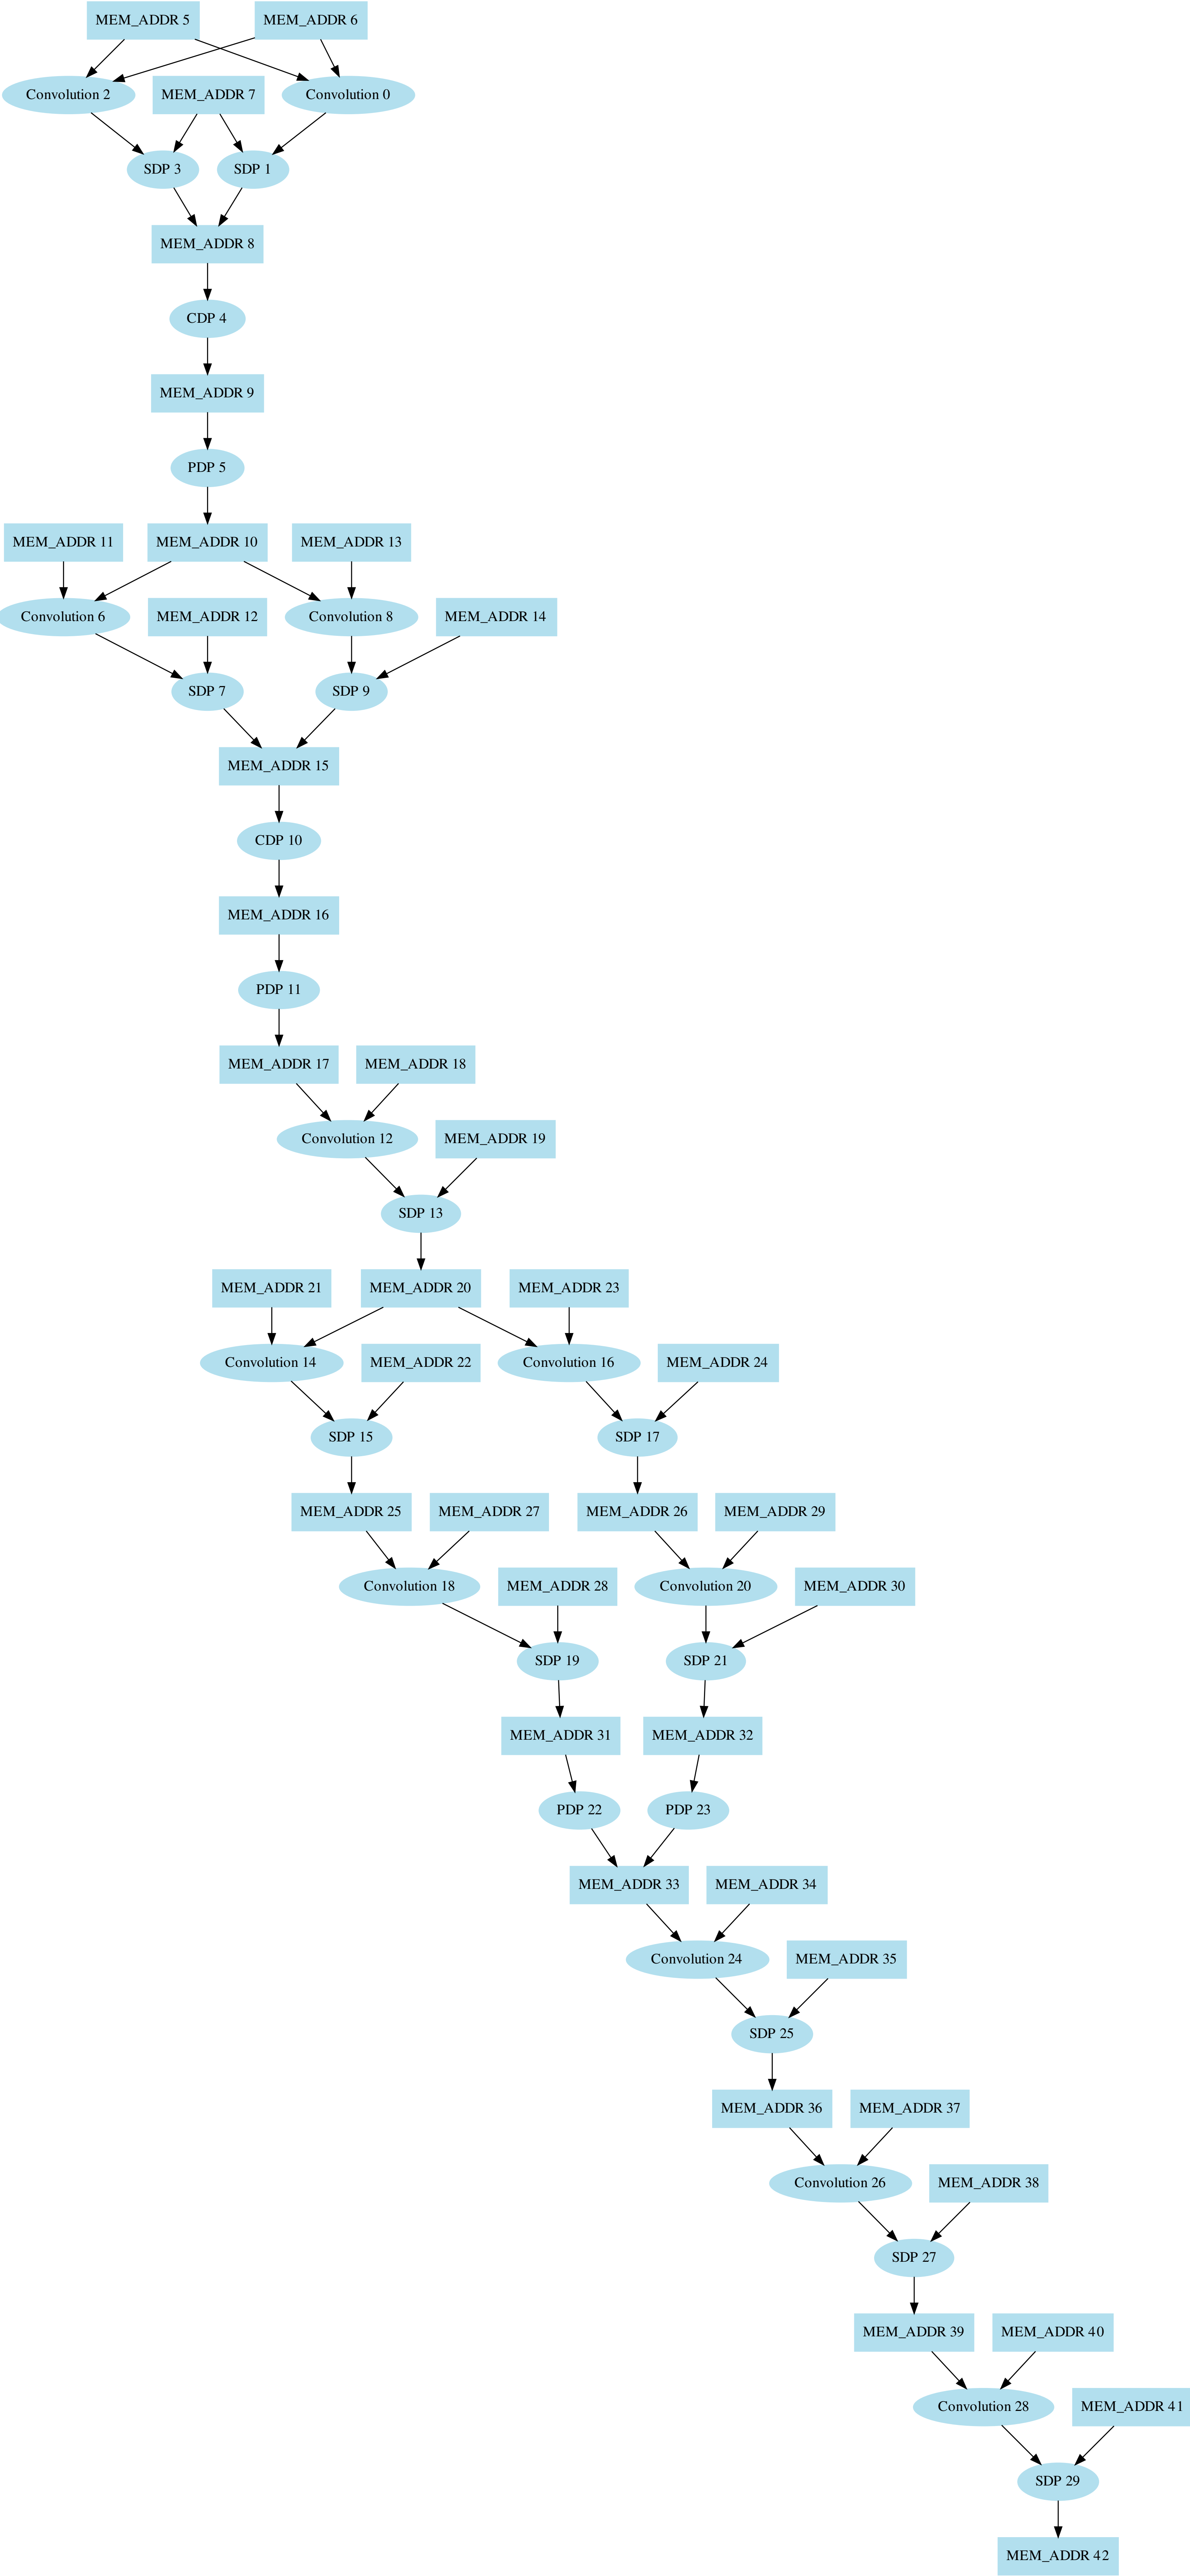 MEM_ADDR 5
MEM_ADDR 6
Convolution 2
MEM_ADDR 7
Convolution 0
SDP 3
SDP 1
MEM_ADDR 8
CDP 4
MEM_ADDR 9
PDP 5
MEM_ADDR 11
MEM_ADDR 10
MEM_ADDR 13
Convolution 6
MEM_ADDR 12
Convolution 8
MEM_ADDR 14
SDP 7
SDP 9
MEM_ADDR 15
CDP 10
MEM_ADDR 16
PDP 11
MEM_ADDR 17
MEM_ADDR 18
Convolution 12
MEM_ADDR 19
SDP 13
MEM_ADDR 21
MEM_ADDR 20
MEM_ADDR 23
Convolution 14
MEM_ADDR 22
Convolution 16
MEM_ADDR 24
SDP 15
SDP 17
MEM_ADDR 25
MEM_ADDR 27
MEM_ADDR 26
MEM_ADDR 29
Convolution 18
MEM_ADDR 28
Convolution 20
MEM_ADDR 30
SDP 19
SDP 21
MEM_ADDR 31
MEM_ADDR 32
PDP 22
PDP 23
MEM_ADDR 33
MEM_ADDR 34
Convolution 24
MEM_ADDR 35
SDP 25
MEM_ADDR 36
MEM_ADDR 37
Convolution 26
MEM_ADDR 38
SDP 27
MEM_ADDR 39
MEM_ADDR 40
Convolution 28
MEM_ADDR 41
SDP 29
MEM_ADDR 42